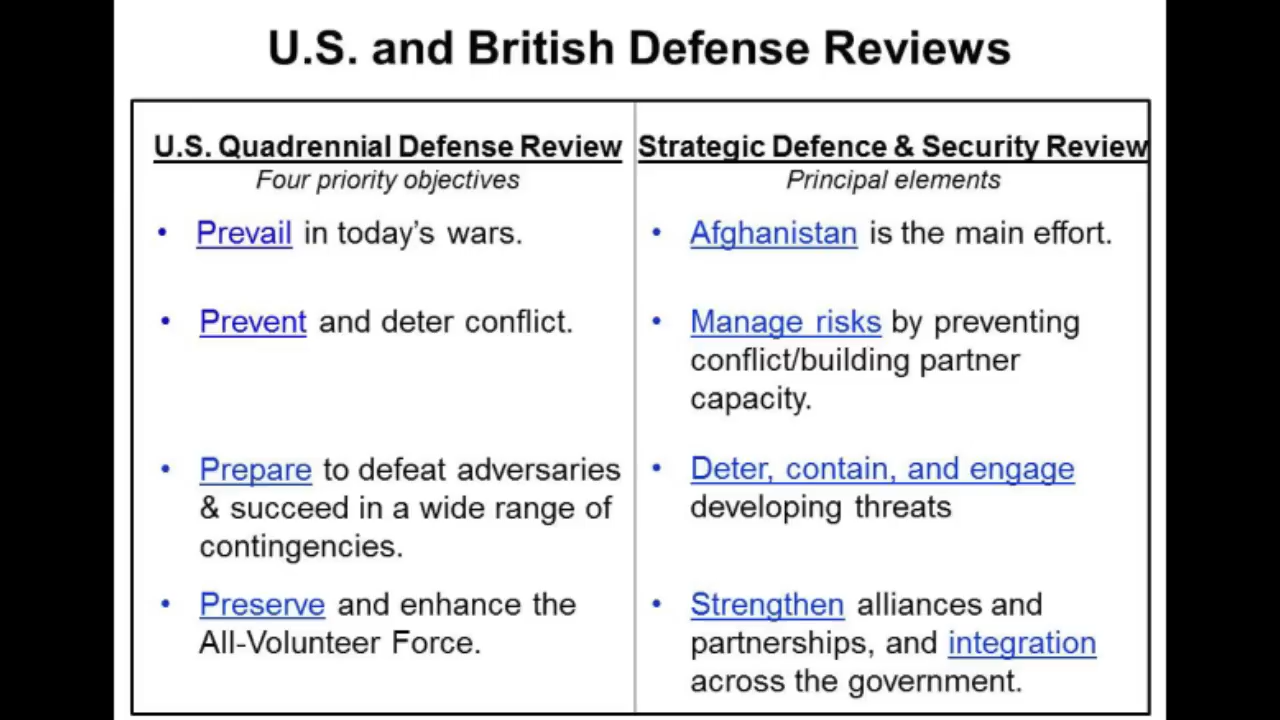 U.S. and British Defense Reviews
U.S. Quadrennial Defense Review
Four priority objectives
• Prevail in today's wars.
• Prevent and deter conflict.
• Prepare to defeat adversaries
& succeed in a wide range of
contingencies.
• Preserve and enhance the
All-Volunteer Force.
Strategic Defence & Security Review
Principal elements
• Afghanistan is the main effort.
• Manage risks by preventing
conflict/building partner
capacity.
• Deter, contain, and engage
developing threats
• Strengthen alliances and
partnerships, and integration
across the government.